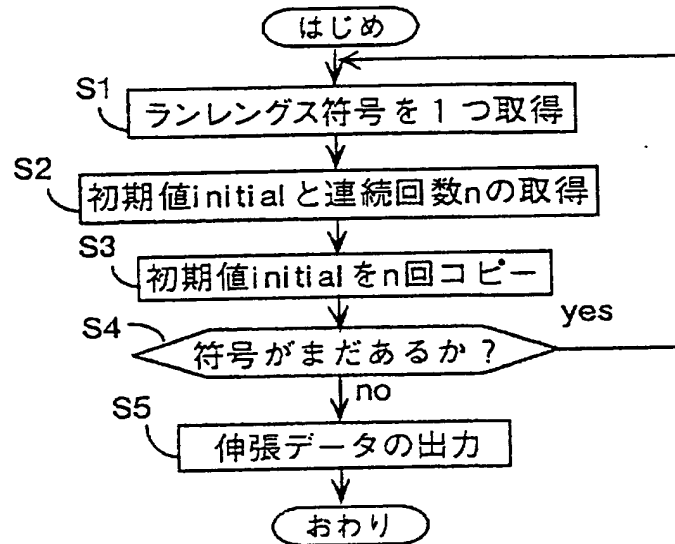 はじめ
S1
ランレングス符号を1つ取得
S2
初期値initialと連続回数nの取得
S3
初期値initialをn回コピー
S4
符号がまだあるか?
yes
no
S5
伸張データの出力
おわり